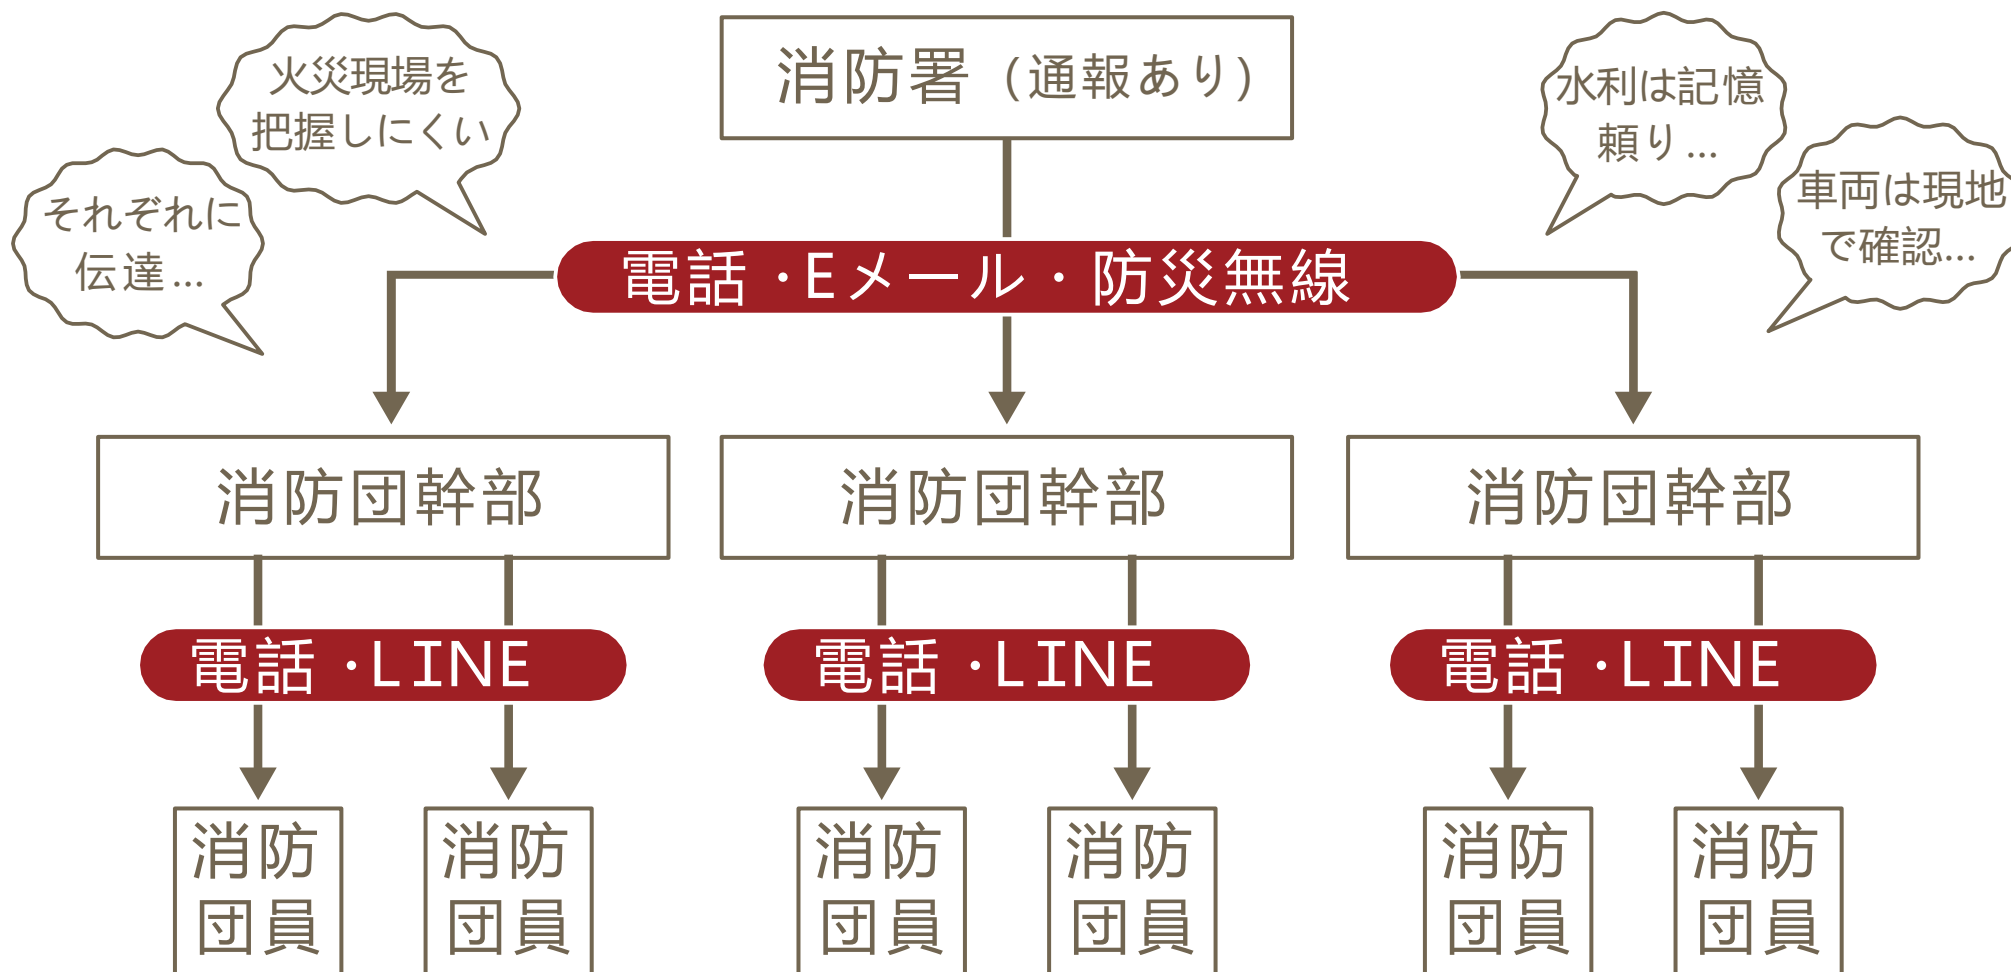 消防署（通報あり）
火災現場を
把握しにくい
それぞれに
伝達…
水利は記憶
頼り…
車両は現地
で確認…
電話・Eメール・防災無線
消防団幹部
消防団幹部
消防団幹部
電話・LINE
電話・LINE
電話・LINE
消防
団員
消防
団員
消防
団員
消防
団員
消防
団員
消防
団員